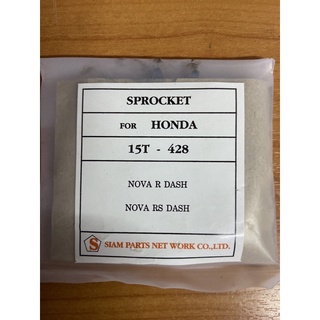 SPROCKET
FOR HONDA
15T - 428
NOVA R DASH
NOVA RS DASH
S SIAM PARTS NET WORK CO.,LTD.